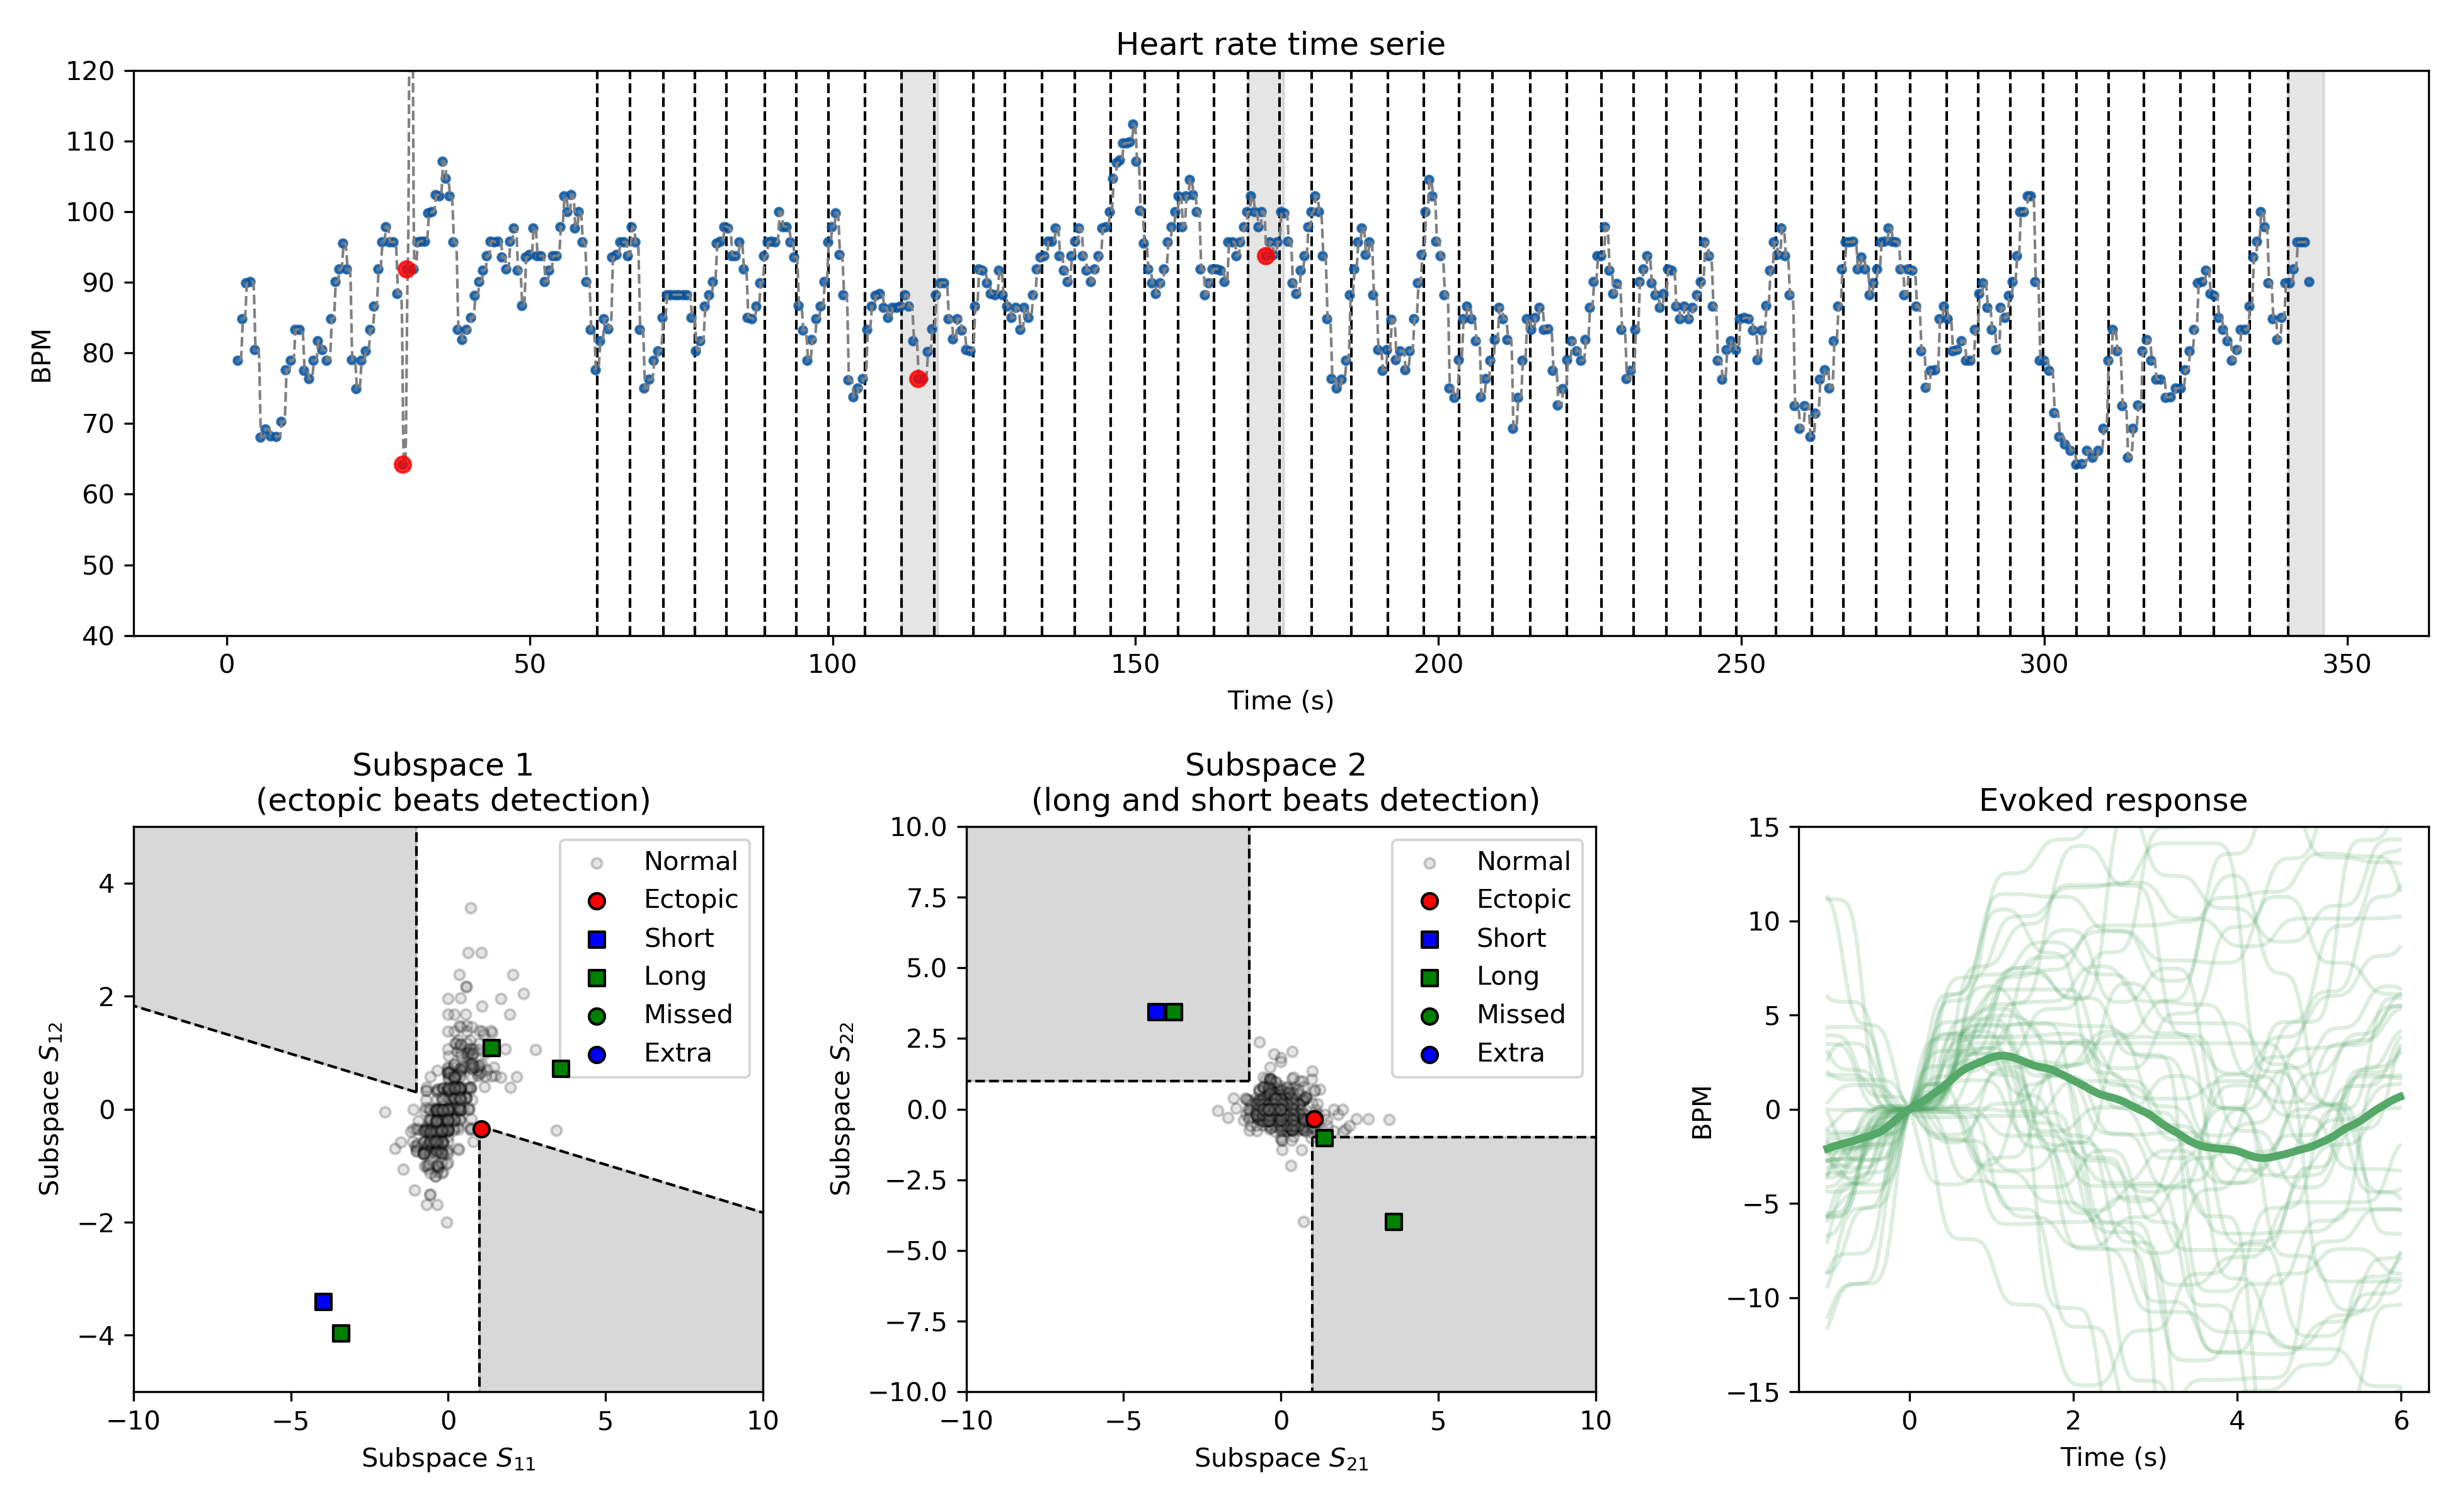 Heart rate time serie
120
110
100
90
80
70
60
50
40
BPM
0 50 100 150 200 250 300 350
Time (s)
Subspace 1
(ectopic beats detection)
4
2
0
−2
−4
Subspace S12
Normal
Ectopic
Short
Long
Missed
Extra
−10 −5 0 5 10
Subspace S11
Subspace 2
(long and short beats detection)
10.0
7.5
5.0
2.5
0.0
−2.5
−5.0
−7.5
−10.0
Subspace S22
Normal
Ectopic
Short
Long
Missed
Extra
−10 −5 0 5 10
Subspace S21
Evoked response
15
10
5
0
−5
−10
−15
BPM
0 2 4 6
Time (s)